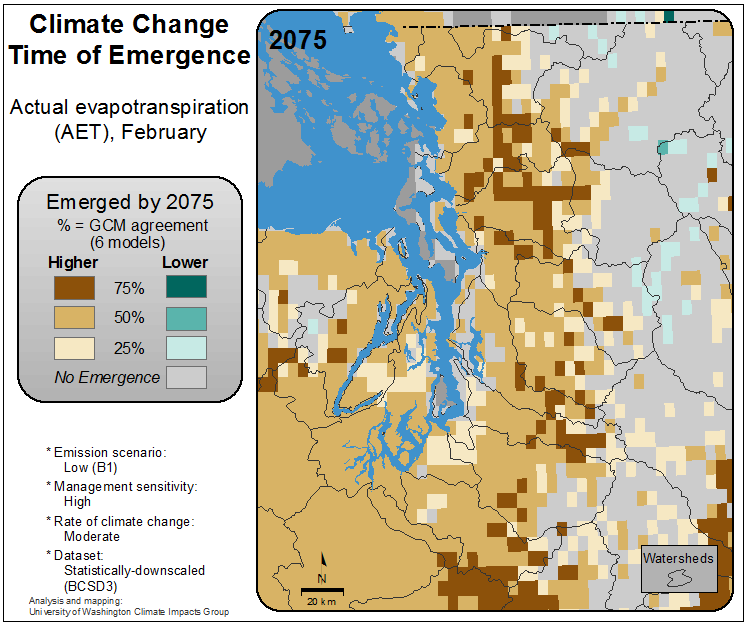 Climate Change
Time of Emergence
Actual evapotranspiration
(AET), February
Emerged by 2075
% = GCM agreement
(6 models)
Higher Lower
75%
50%
25%
No Emergence
* Emission scenario:
Low (B1)
* Management sensitivity:
High
* Rate of climate change:
Moderate
* Dataset:
Statistically-downscaled
(BCSD3)
Analysis and mapping:
University of Washington Climate Impacts Group
2075
N
20 km
Watersheds